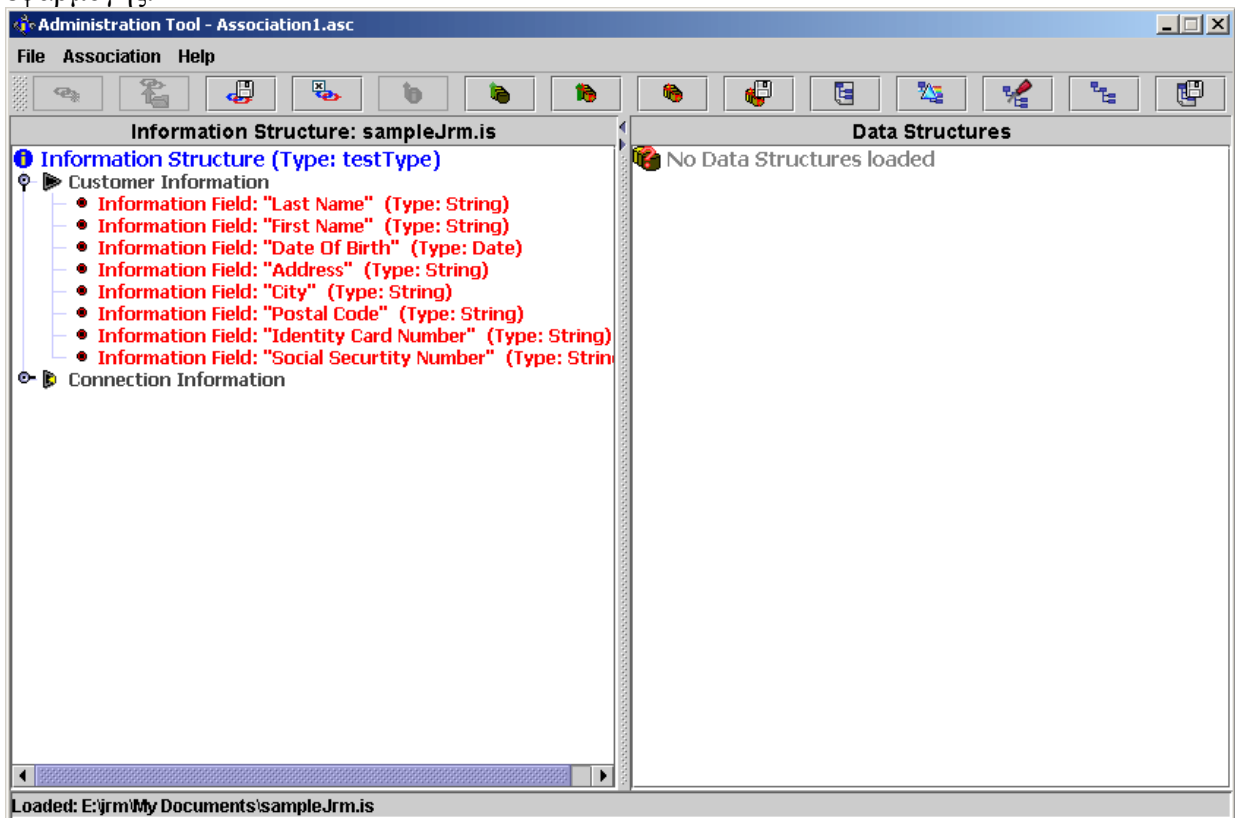 εφαρμογής.
Administration Tool - Association1.asc
File Association Help
Information Structure: sampleJrm.is
Data Structures
Information Structure (Type: testType)
No Data Structures loaded
Customer Information
Information Field: "Last Name" (Type: String)
Information Field: "First Name" (Type: String)
Information Field: "Date Of Birth" (Type: Date)
Information Field: "Address" (Type: String)
Information Field: "City" (Type: String)
Information Field: "Postal Code" (Type: String)
Information Field: "Identity Card Number" (Type: String)
Information Field: "Social Securtity Number" (Type: Strin
Connection Information
Loaded: E:\jrm\My Documents\sampleJrm.is